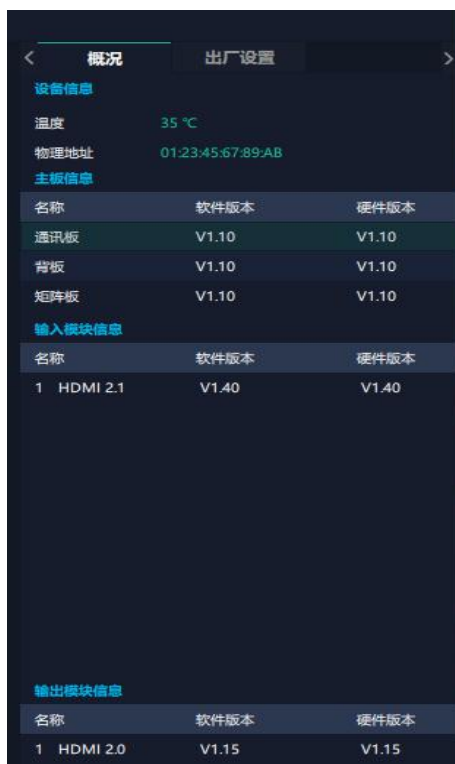 < 概况 出厂设置 >
设备信息
温度 35 ℃
物理地址 01:23:45:67:89:AB
主板信息
名称 软件版本 硬件版本
通讯板 V1.10 V1.10
背板 V1.10 V1.10
矩阵板 V1.10 V1.10
输入模块信息
名称 软件版本 硬件版本
1 HDMI 2.1 V1.40 V1.40
输出模块信息
名称 软件版本 硬件版本
1 HDMI 2.0 V1.15 V1.15